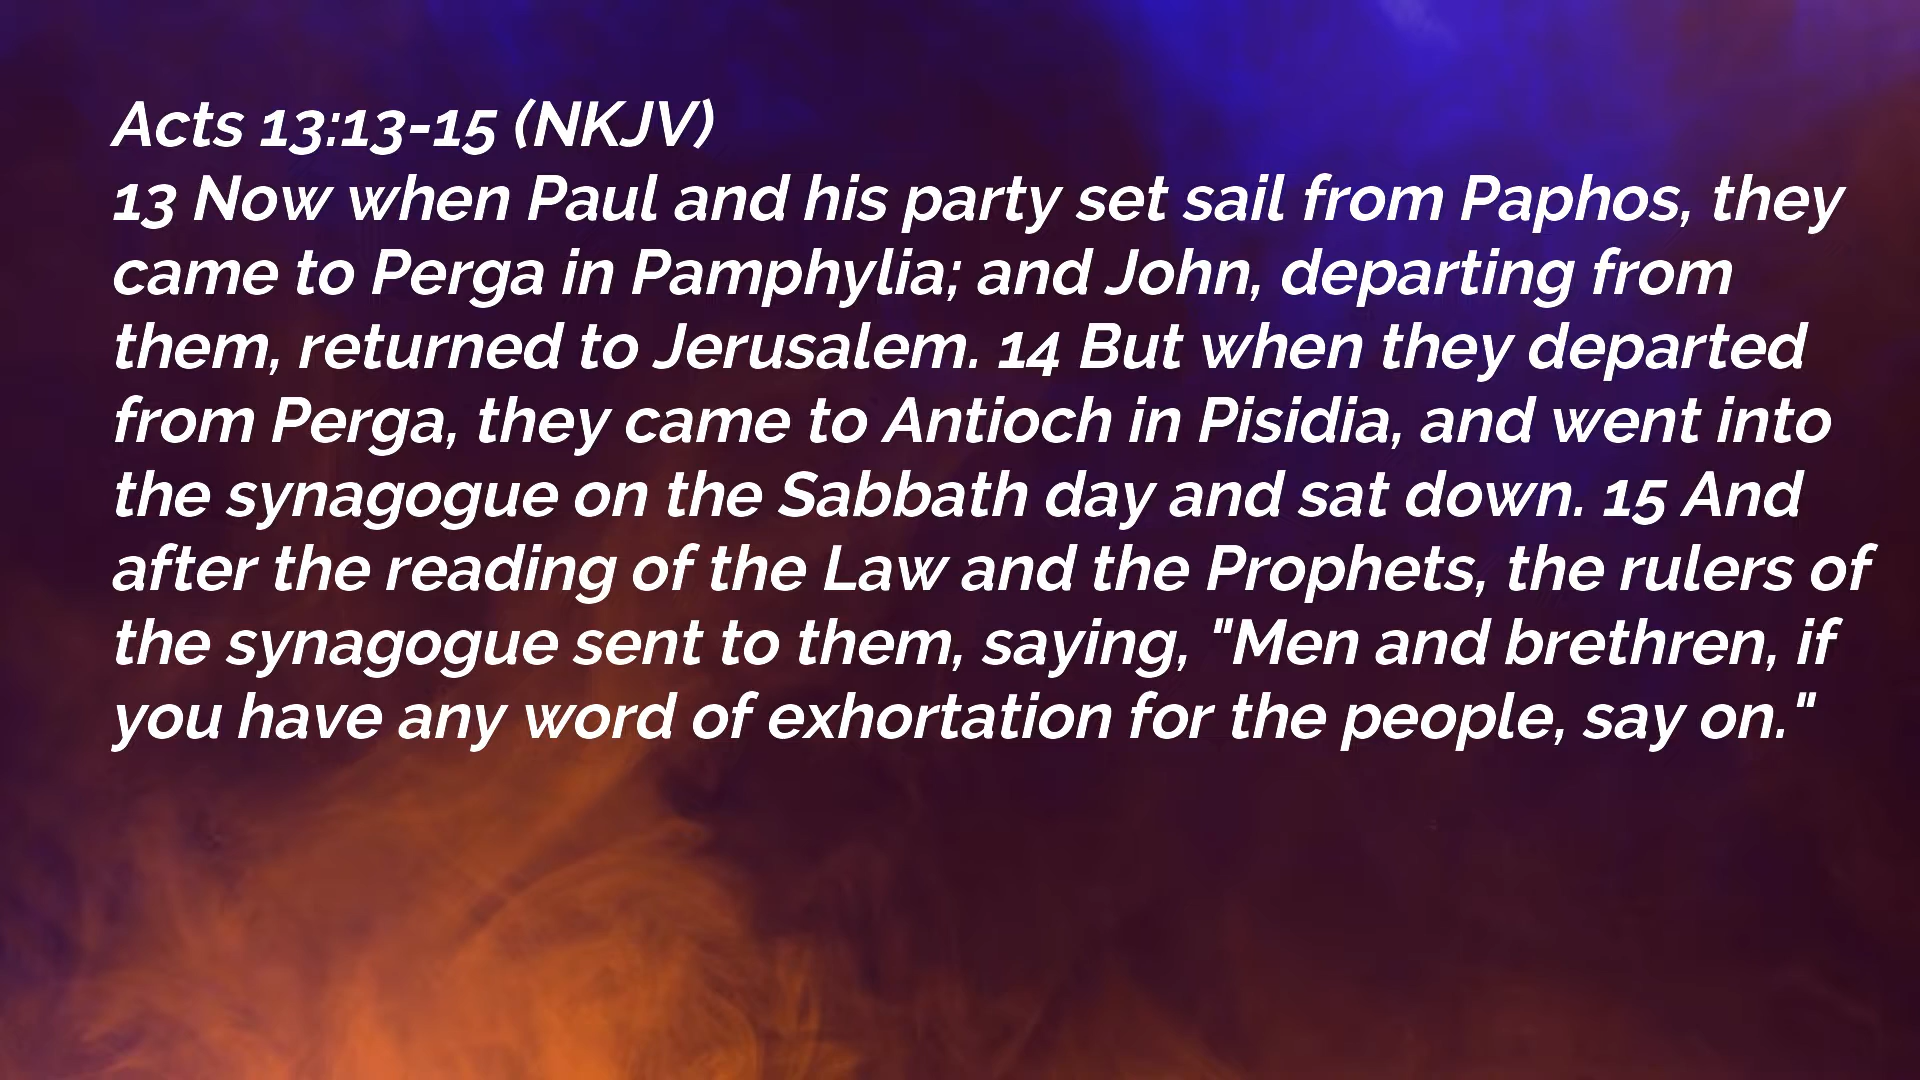 Acts 13:13-15 (NKJV)
13 Now when Paul and his party set sail from Paphos, they
came to Perga in Pamphylia; and John, departing from
them, returned to Jerusalem. 14 But when they departed
from Perga, they came to Antioch in Pisidia, and went into
the synagogue on the Sabbath day and sat down. 15 And
after the reading of the Law and the Prophets, the rulers of
the synagogue sent to them, saying, "Men and brethren, if
you have any word of exhortation for the people, say on."